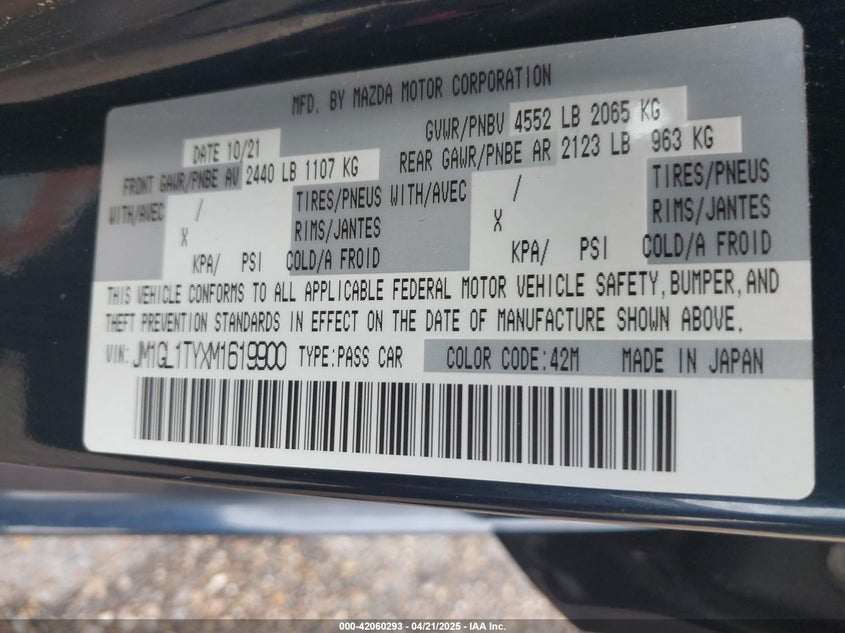 MFD. BY MAZDA MOTOR CORPORATION
DATE 10/21 GVWR/PNBV 4552 LB 2065 KG
FRONT GAWR/PNBE AV 2440 LB 1107 KG REAR GAWR/PNBE AR 2123 LB 963 KG
WITH/AVEC / TIRES/PNEUS WITH/AVEC / TIRES/PNEUS
X RIMS/JANTES X RIMS/JANTES
KPA/ PSI COLD/A FROID KPA/ PSI COLD/A FROID
THIS VEHICLE CONFORMS TO ALL APPLICABLE FEDERAL MOTOR VEHICLE SAFETY, BUMPER, AND
THEFT PREVENTION STANDARDS IN EFFECT ON THE DATE OF MANUFACTURE SHOWN ABOVE.
VIN: JM1GL1TYXM1619900 TYPE:PASS CAR COLOR CODE:42M MADE IN JAPAN
000-42060293 - 04/21/2025 - IAA Inc.